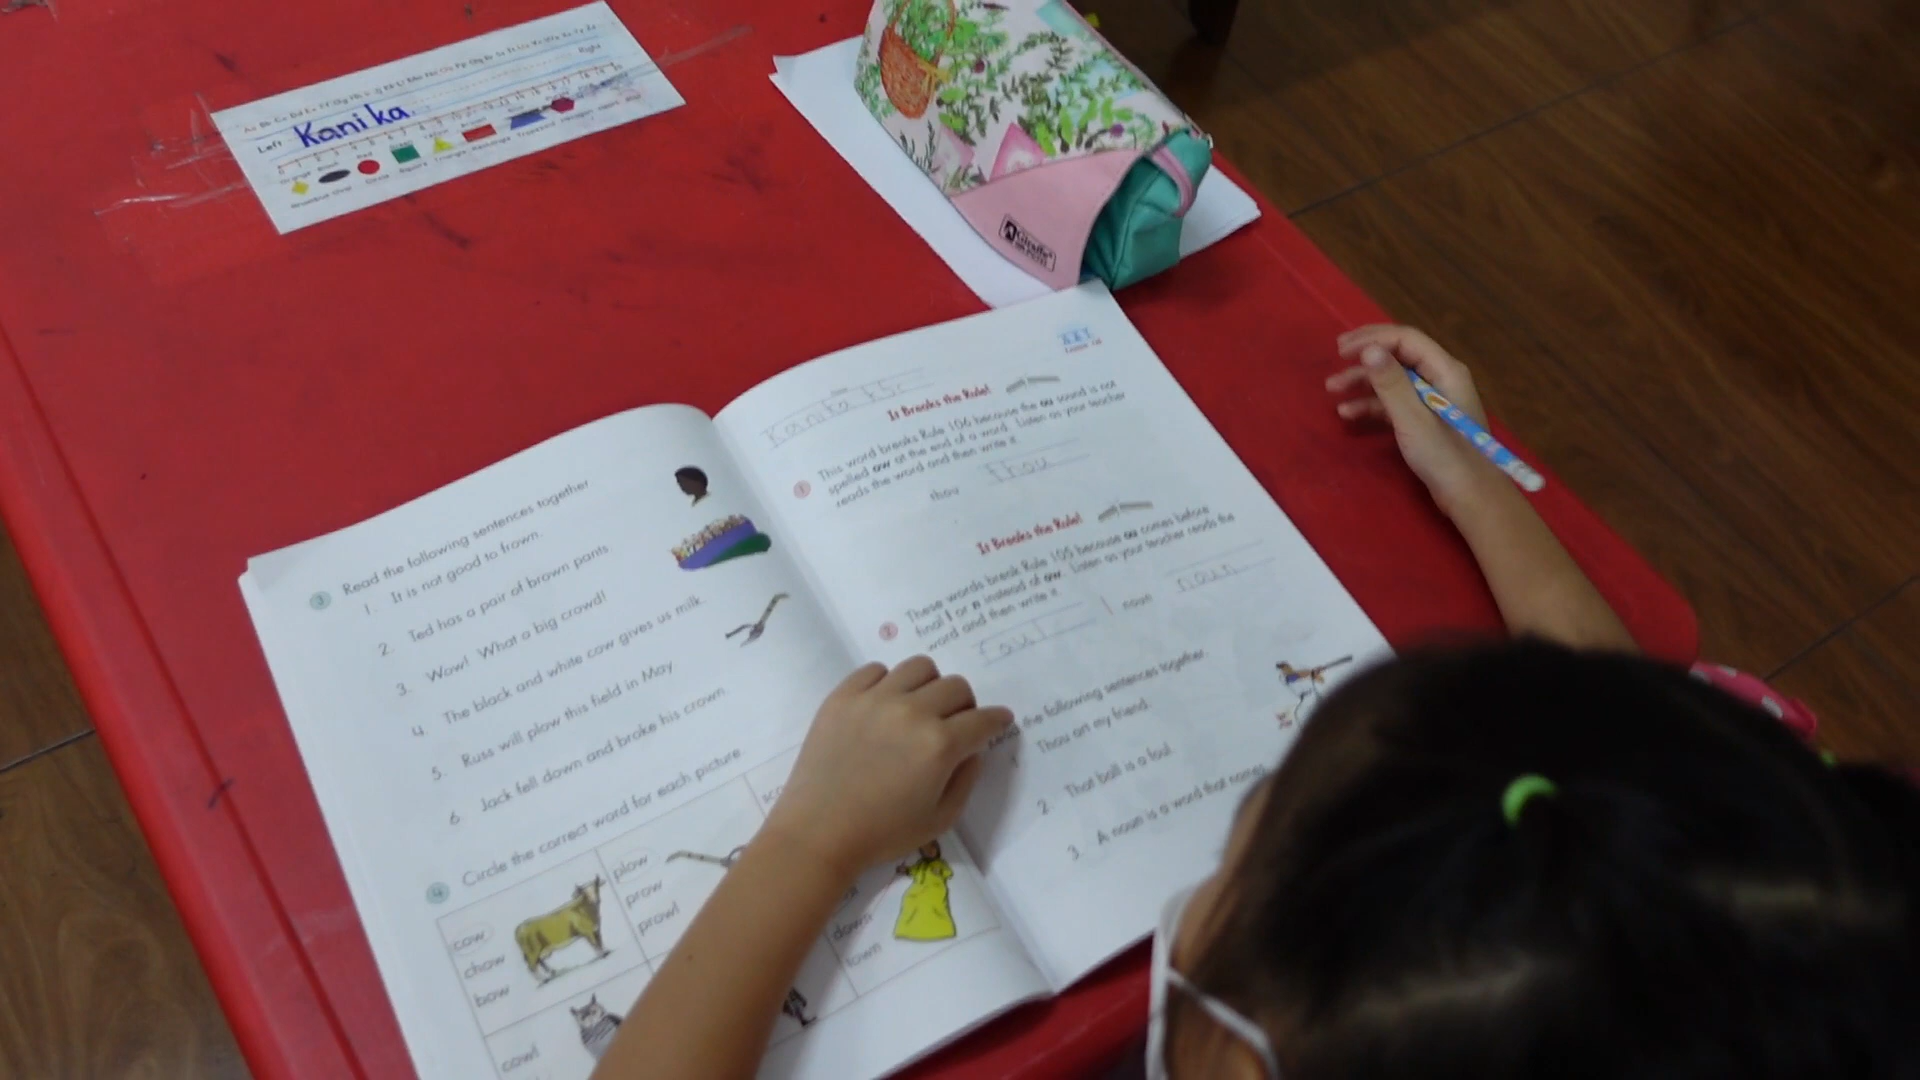 Left
Kanika
Right
Giraffe
3 Read the following sentences together
1. It is not good to frown.
2. Ted has a pair of brown pants.
3. Wow! What a big crowd!
4. The black and white cow gives us milk.
5. Russ will plow this field in May
6. Jack fell down and broke his crown.
4 Circle the correct word for each picture.
cow
chow
bow
plow
prow
prowl
down
town
cowl
Kanika
It Breaks the Rule!
1 This word breaks Rule 106 because the ou sound is not
spelled ow at the end of a word. Listen as your teacher
reads the word and then write it.
thou thou
It Breaks the Rule!
2 These words break Rule 105 because ou comes before
final l or n instead of ow. Listen as your teacher reads the
word and then write it.
foul noun noun
the following sentences together.
1. Thou art my friend.
2. That ball is a foul
3. A noun is a word that names